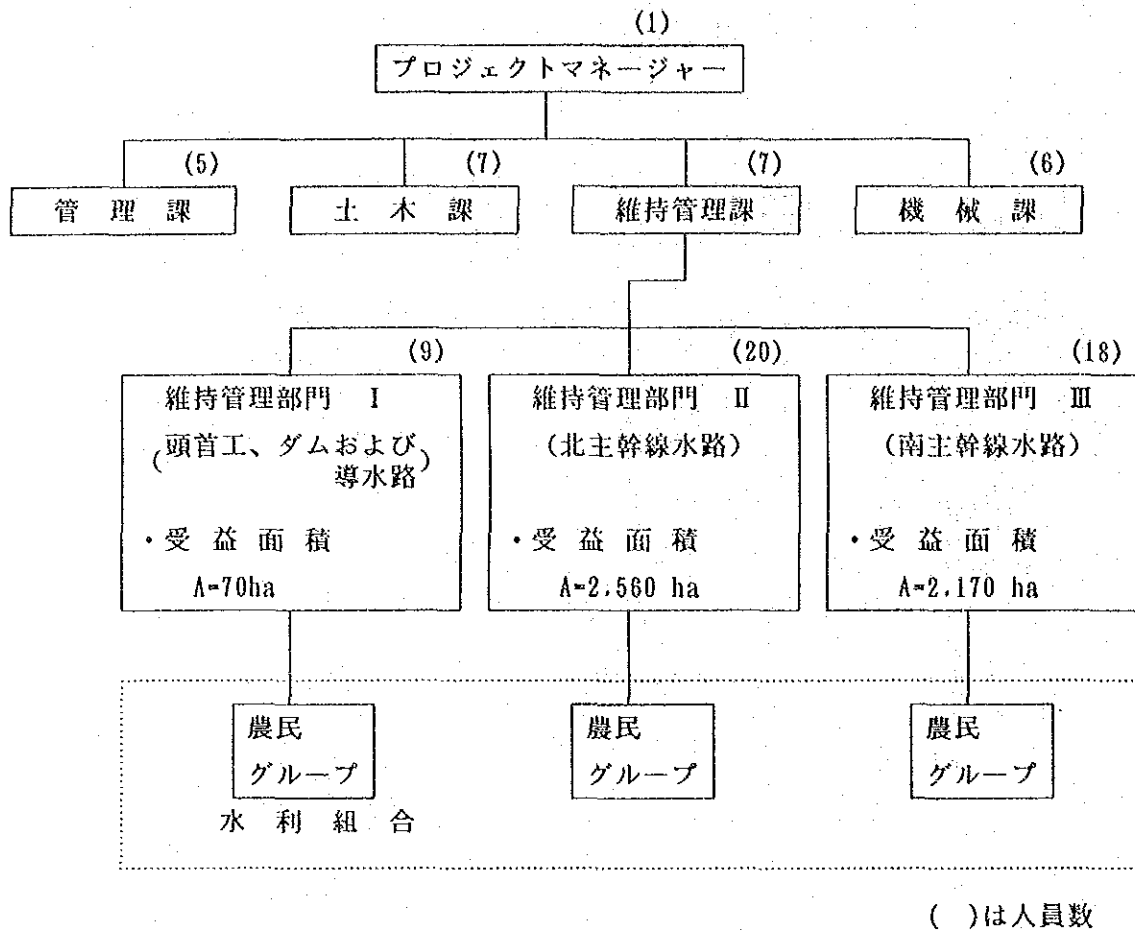 (1)
プロジェクトマネージャー
(5) (7) (7) (6)
管理課 土木課 維持管理課 機械課
(9) (20) (18)
維持管理部門 Ⅰ
(頭首工、ダムおよび
導水路)
・受益面積
A=70ha
維持管理部門 Ⅱ
(北主幹線水路)
・受益面積
A=2,560 ha
維持管理部門 Ⅲ
(南主幹線水路)
・受益面積
A=2,170 ha
農民
グループ
農民
グループ
農民
グループ
水利組合
( )は人員数